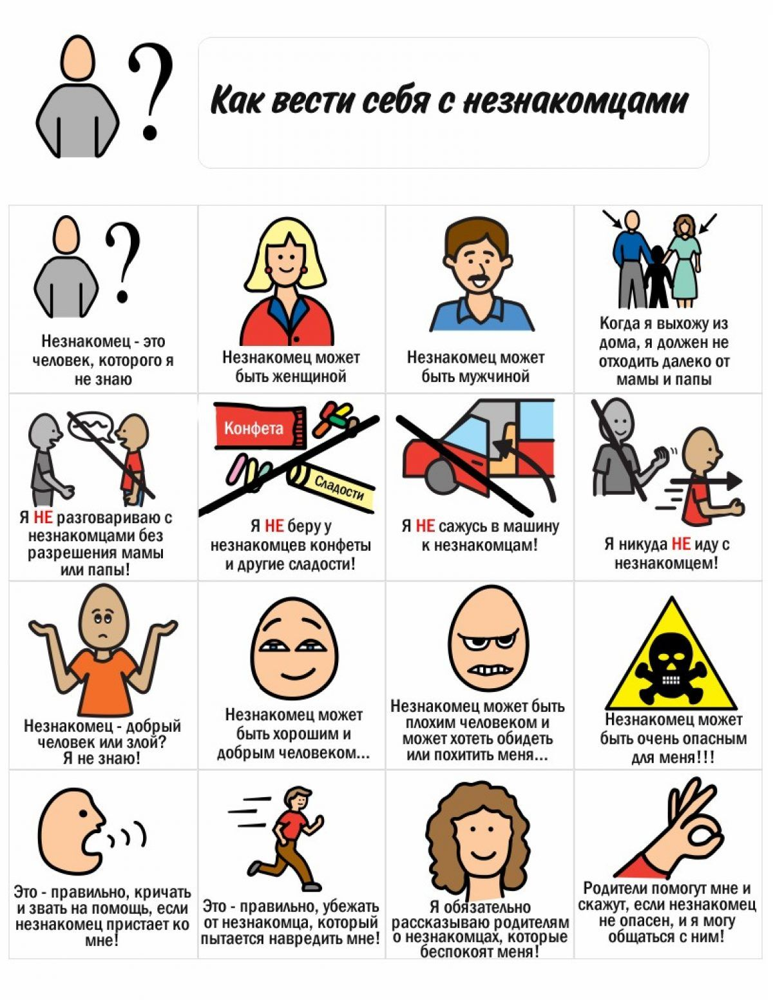 Как вести себя с незнакомцами
Незнакомец - это
человек, которого я
не знаю
Незнакомец может
быть женщиной
Незнакомец может
быть мужчиной
Когда я выхожу из
дома, я должен не
отходить далеко от
мамы и папы
Я НЕ разговариваю с
незнакомцами без
разрешения мамы
или папы!
Конфета
Сладости
Я НЕ беру у
незнакомцев конфеты
и другие сладости!
Я НЕ сажусь в машину
к незнакомцам!
Я никуда НЕ иду с
незнакомцем!
Незнакомец - добрый
человек или злой?
Я не знаю!
Незнакомец может
быть хорошим и
добрым человеком...
Незнакомец может быть
плохим человеком и
может хотеть обидеть
или похитить меня...
Незнакомец может
быть очень опасным
для меня!!!
Это - правильно, кричать
и звать на помощь, если
незнакомец пристает ко
мне!
Это - правильно, убежать
от незнакомца, который
пытается навредить мне!
Я обязательно
рассказываю родителям
о незнакомцах, которые
беспокоят меня!
Родители помогут мне и
скажут, если незнакомец
не опасен, и я могу
общаться с ним!